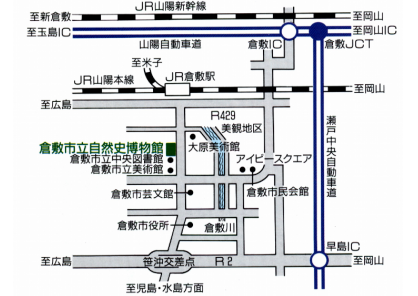 JR山陽新幹線
至新倉敷
至岡山
至玉島IC
至岡山IC
山陽自動車道
倉敷IC
倉敷JCT
至米子
JR倉敷駅
JR山陽本線
至岡山
至広島
R429
美観地区
大原美術館
倉敷市立自然史博物館
倉敷市立中央図書館
倉敷市立美術館
アイビースクエア
倉敷市芸文館
倉敷市民会館
瀬戸中央自動車道
倉敷市役所
倉敷川
早島IC
至広島
笹沖交差点
R2
至岡山
至児島・水島方面